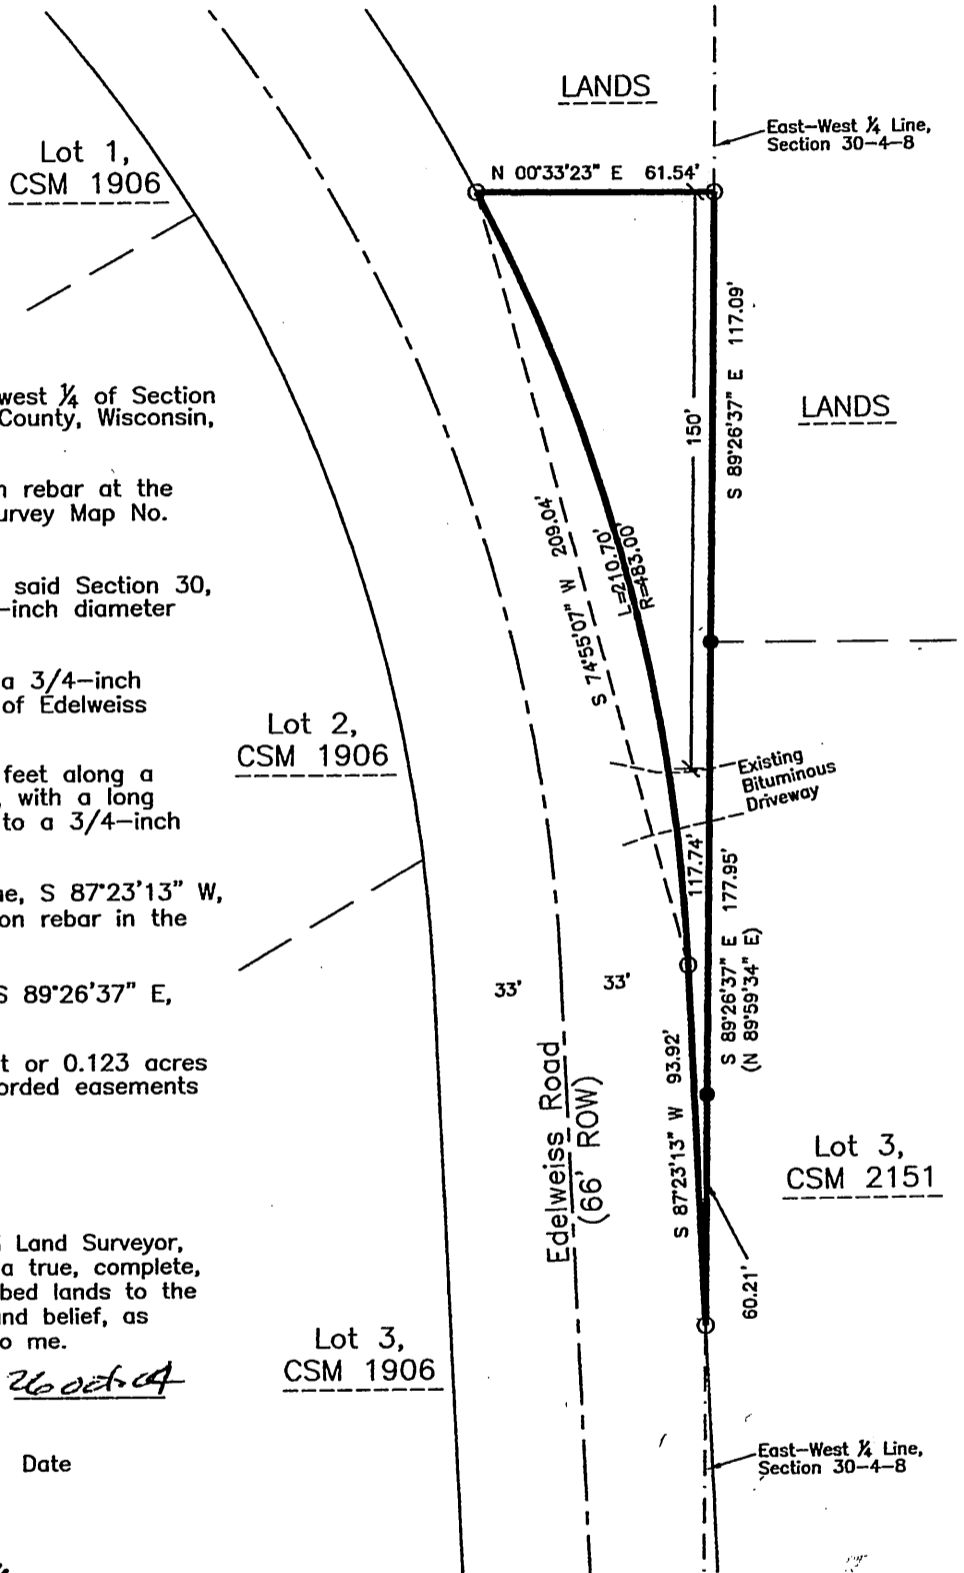 LANDS
East-West ¼ Line,
Section 30-4-8
Lot 1,
CSM 1906
N 00°33'23" E 61.54'
S 89°26'37" E 117.09'
150'
LANDS
west ¼ of Section
County, Wisconsin,
rebar at the
urvey Map No.
said Section 30,
-inch diameter
a 3/4-inch
of Edelweiss
feet along a
with a long
to a 3/4-inch
ne, S 87°23'13" W,
on rebar in the
S 89°26'37" E,
t or 0.123 acres
orded easements
S 74°55'07" W 209.04'
L=210.70'
R=483.00'
Lot 2,
CSM 1906
Existing
Bituminous
Driveway
117.74'
S 89°26'37" E 177.95'
(N 89°59'34" E)
33'
33'
S 87°23'13" W 93.92'
Edelweiss Road
(66' ROW)
Lot 3,
CSM 2151
60.21'
Land Surveyor,
a true, complete,
bed lands to the
and belief, as
o me.
26 oct. 04
Date
Lot 3,
CSM 1906
East-West ¼ Line,
Section 30-4-8